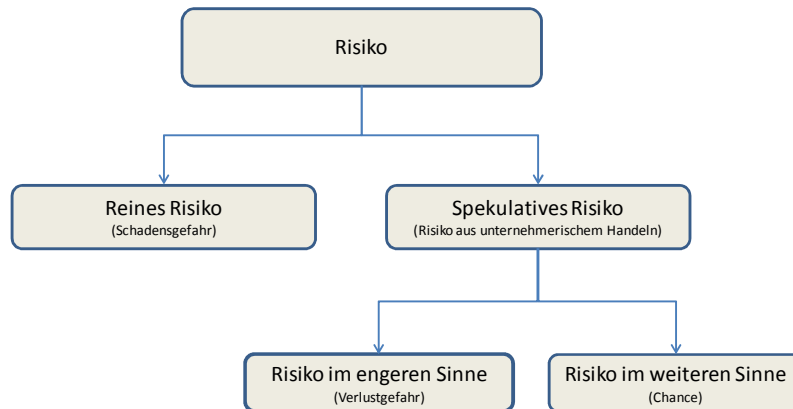 Risiko
Reines Risiko
(Schadensgefahr)
Spekulatives Risiko
(Risiko aus unternehmerischem Handeln)
Risiko im engeren Sinne
(Verlustgefahr)
Risiko im weiteren Sinne
(Chance)